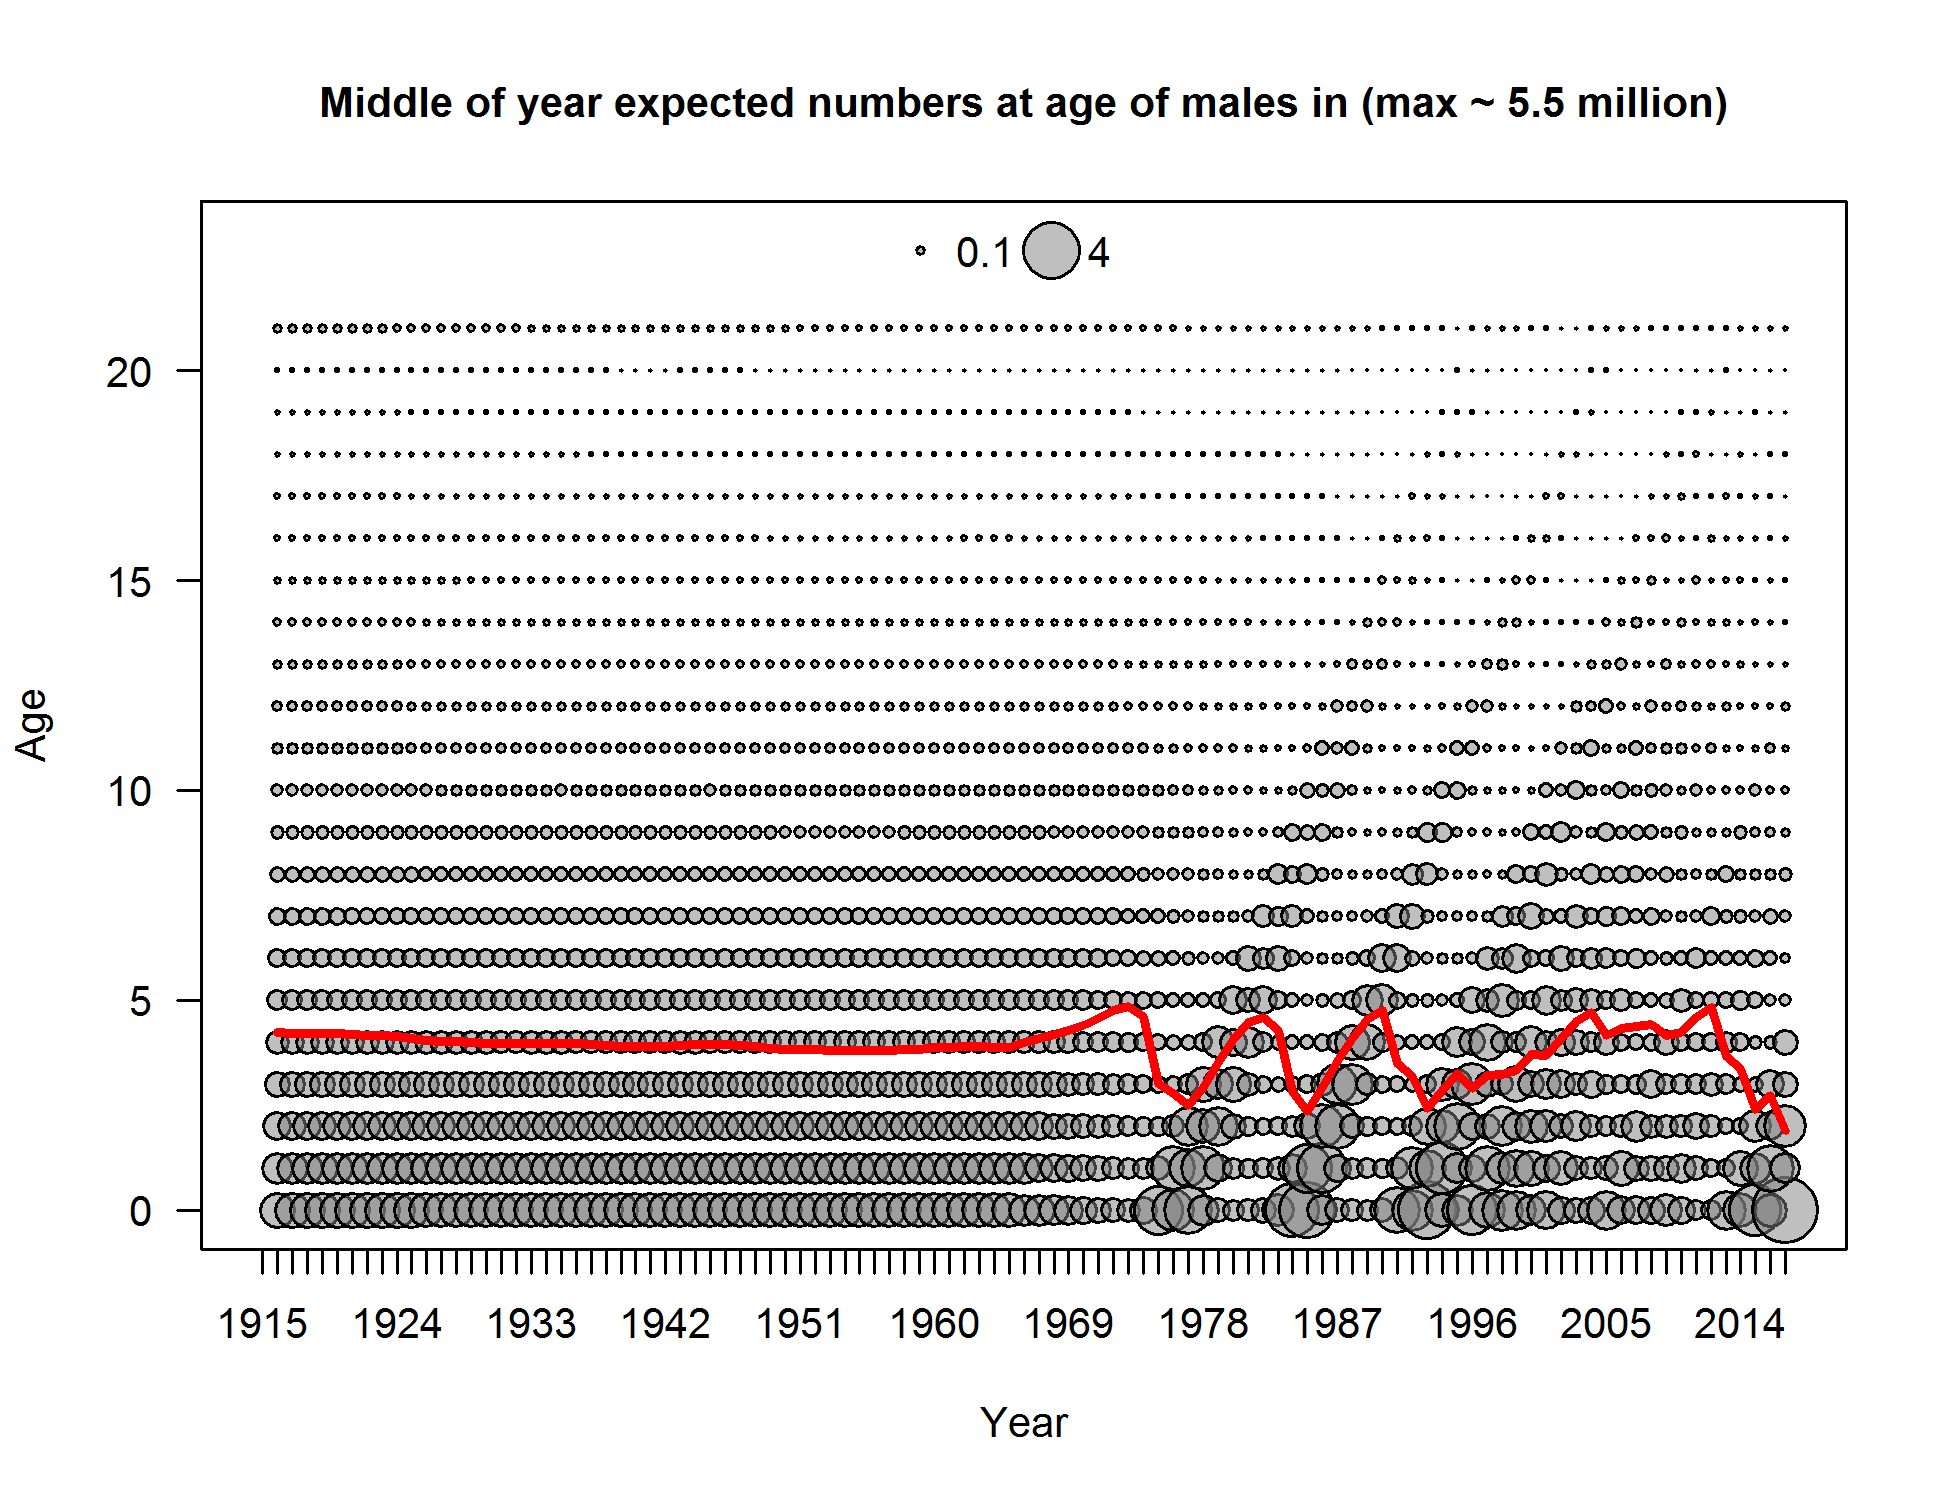 Middle of year expected numbers at age of males in (max ~ 5.5 million)
0.1 4
20
15
10
5
0
Age
1915 1924 1933 1942 1951 1960 1969 1978 1987 1996 2005 2014
Year